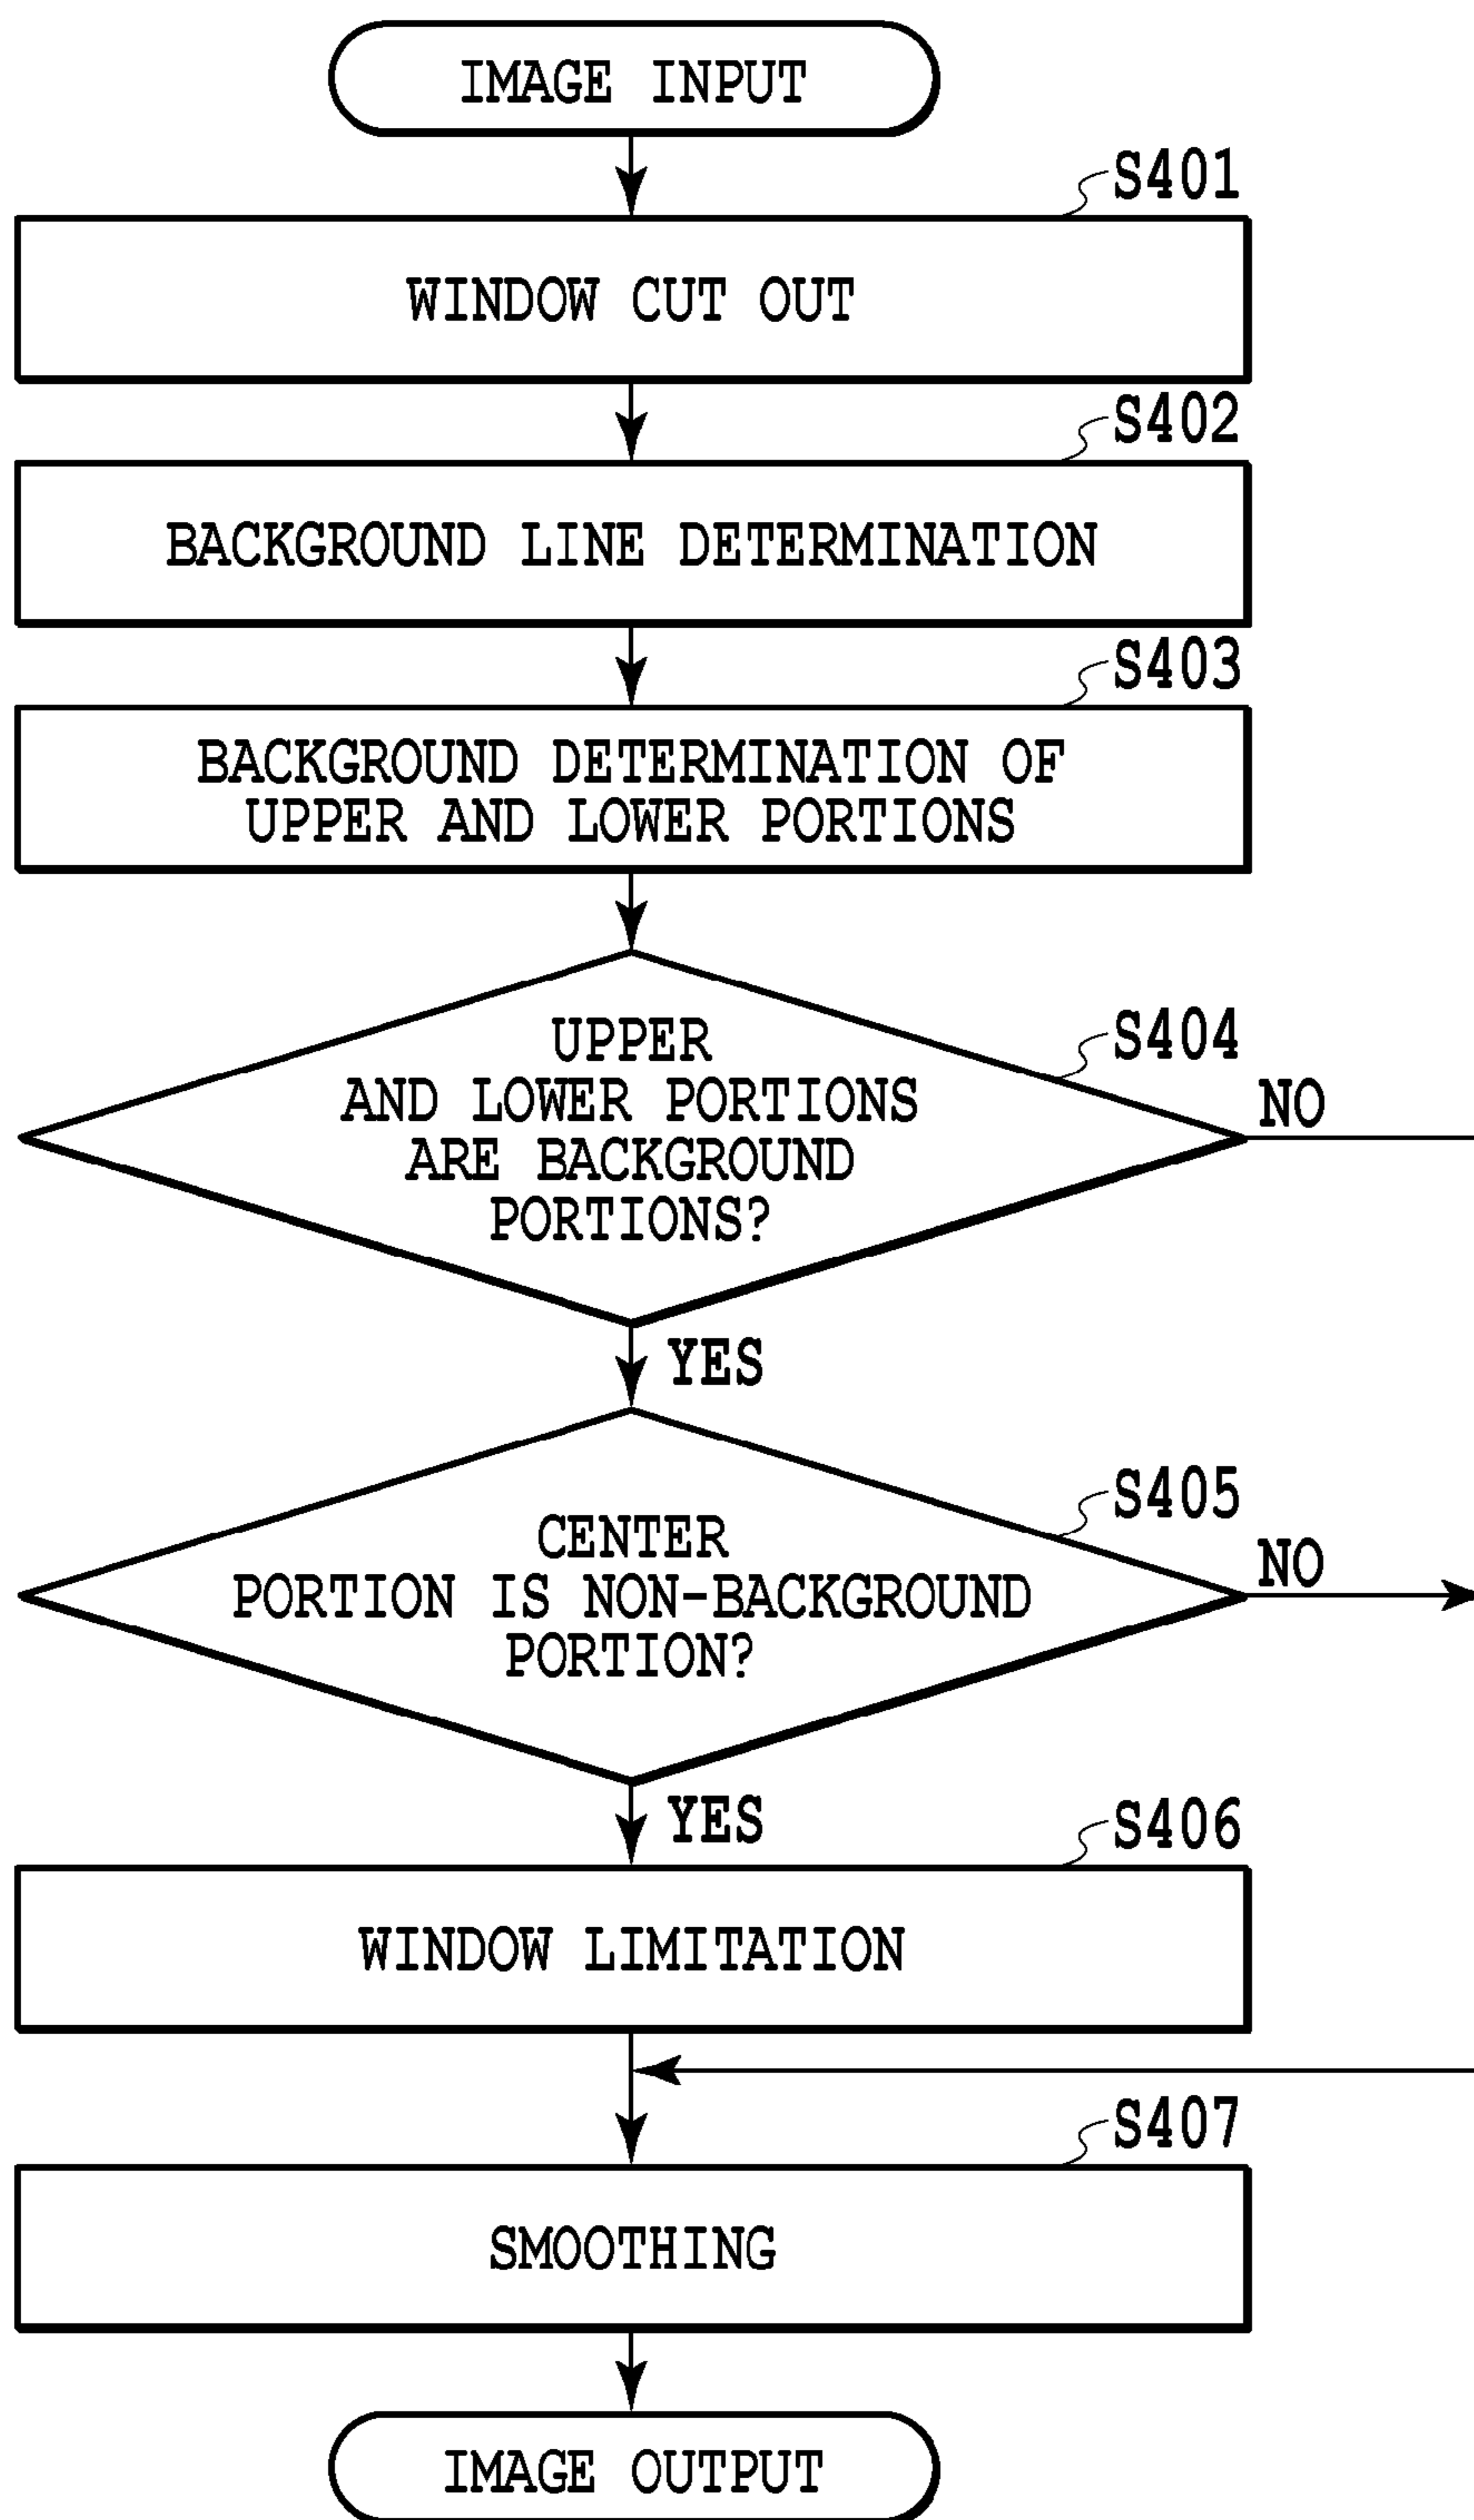 IMAGE INPUT
S401
WINDOW CUT OUT
S402
BACKGROUND LINE DETERMINATION
S403
BACKGROUND DETERMINATION OF
UPPER AND LOWER PORTIONS
S404
UPPER
AND LOWER PORTIONS
ARE BACKGROUND
PORTIONS?
NO
YES
S405
CENTER
PORTION IS NON-BACKGROUND
PORTION?
NO
YES
S406
WINDOW LIMITATION
S407
SMOOTHING
IMAGE OUTPUT